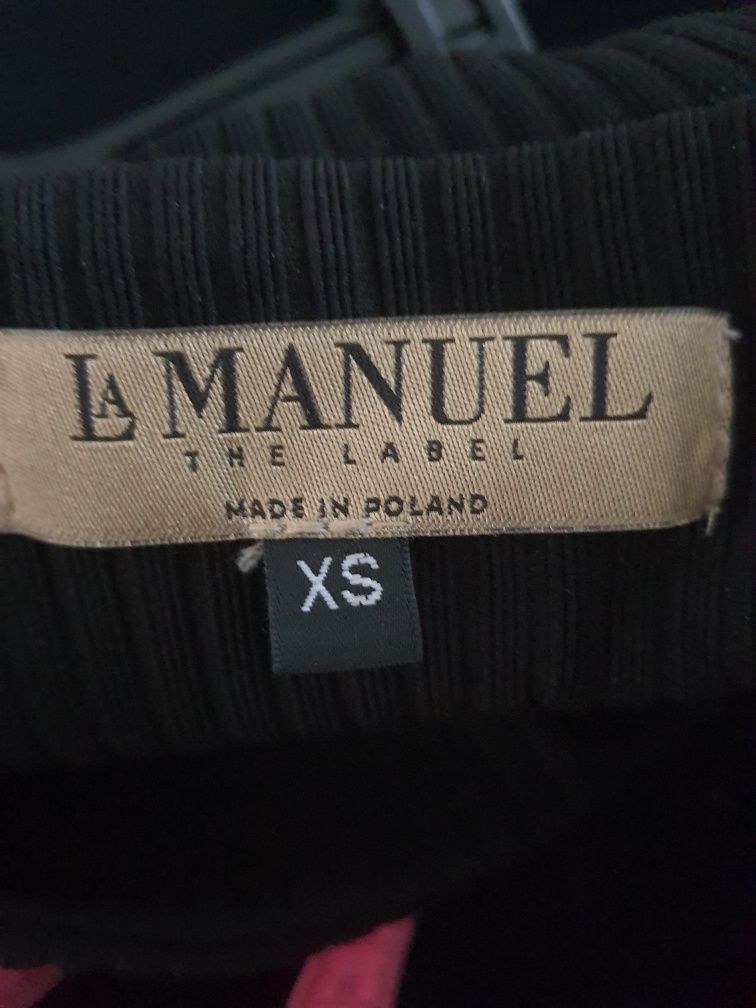 LA MANUEL
THE LABEL
MADE IN POLAND
XS